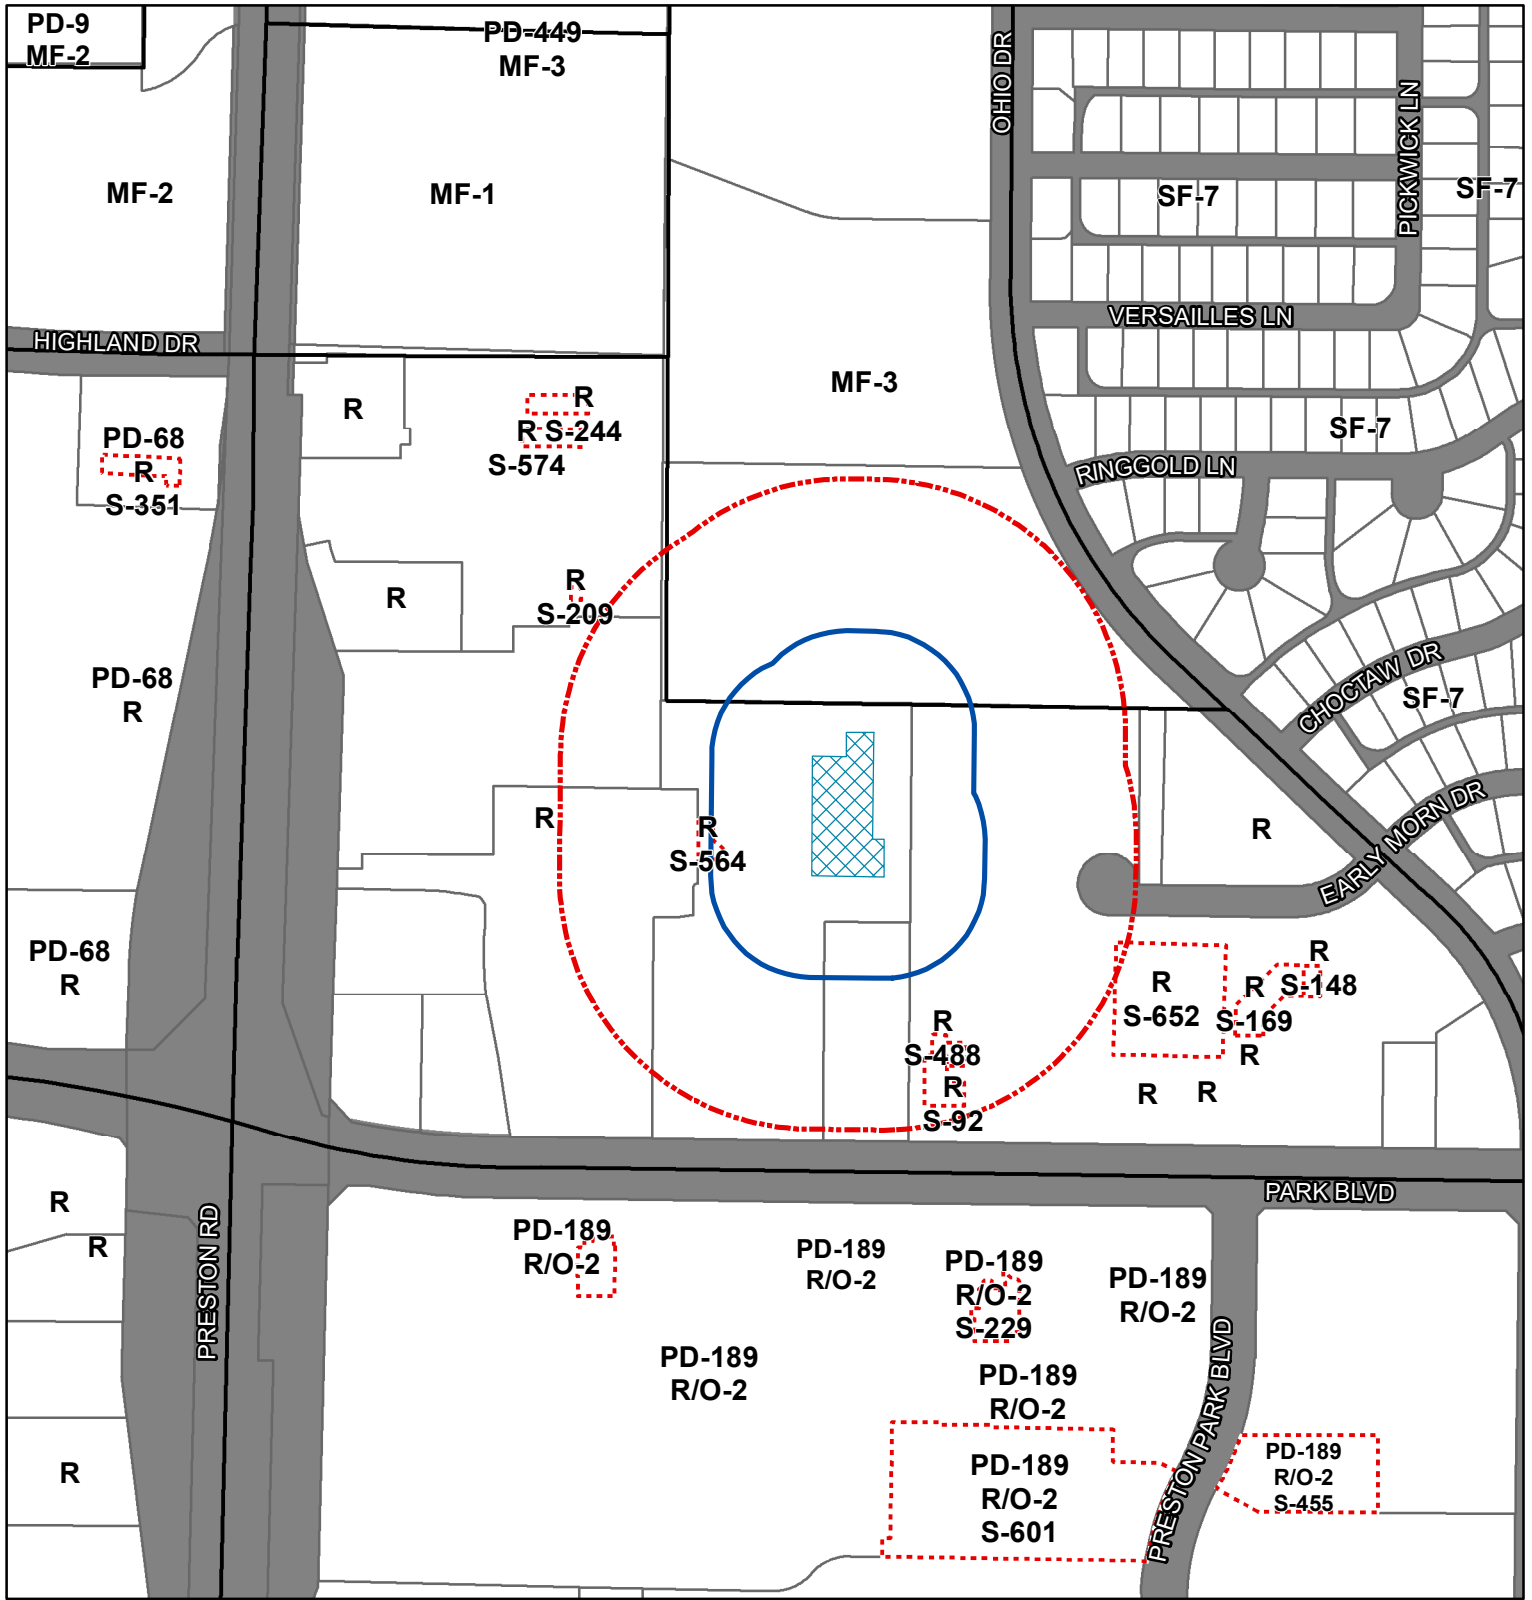 PD-9
MF-2
PD-449
MF-3
OHIO DR
PICKWICK LN
MF-2
MF-1
SF-7
SF-7
VERSAILLES LN
HIGHLAND DR
MF-3
R
R
R S-244
S-574
SF-7
PD-68
R
S-351
RINGGOLD LN
R
R
S-209
PD-68
R
CHOCTAW DR
SF-7
R
R
S-564
R
EARLY MORN DR
PD-68
R
R
S-652
R
S-148
R
S-169
R
R
S-488
R
S-92
R
R
PARK BLVD
R
R
PRESTON RD
PD-189
R/O-2
PD-189
R/O-2
PD-189
R/O-2
S-229
PD-189
R/O-2
PD-189
R/O-2
PD-189
R/O-2
PRESTON PARK BLVD
R
PD-189
R/O-2
S-601
PD-189
R/O-2
S-455